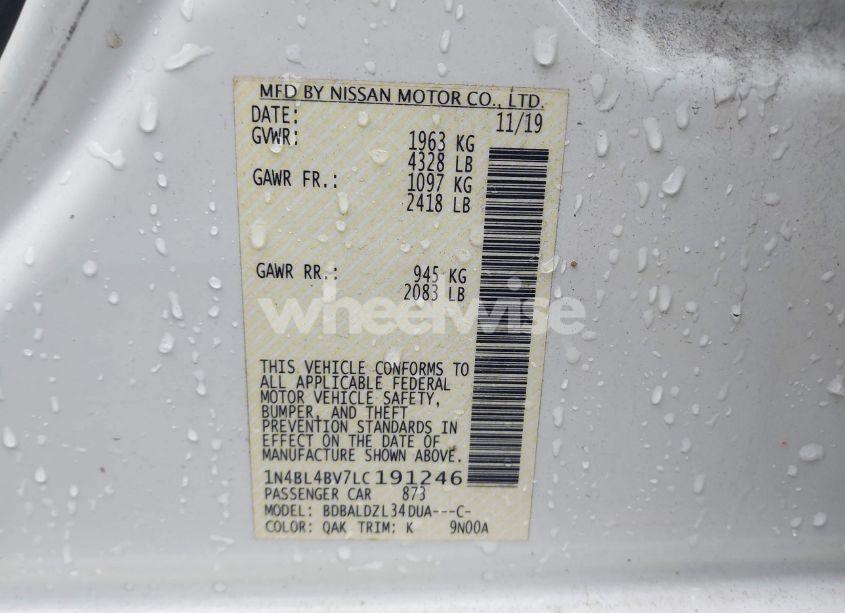 MFD BY NISSAN MOTOR CO., LTD.
DATE: 11/19
GVWR: 1963 KG
4328 LB
GAWR FR.: 1097 KG
2418 LB
GAWR RR.: 945 KG
2083 LB
wheelwise
THIS VEHICLE CONFORMS TO
ALL APPLICABLE FEDERAL
MOTOR VEHICLE SAFETY,
BUMPER, AND THEFT
PREVENTION STANDARDS IN
EFFECT ON THE DATE OF
MANUFACTURE SHOWN ABOVE.
1N4BL4BV7LC191246
PASSENGER CAR 873
MODEL: BDBALDZL34DUA---C-
COLOR: QAK TRIM: K 9N00A